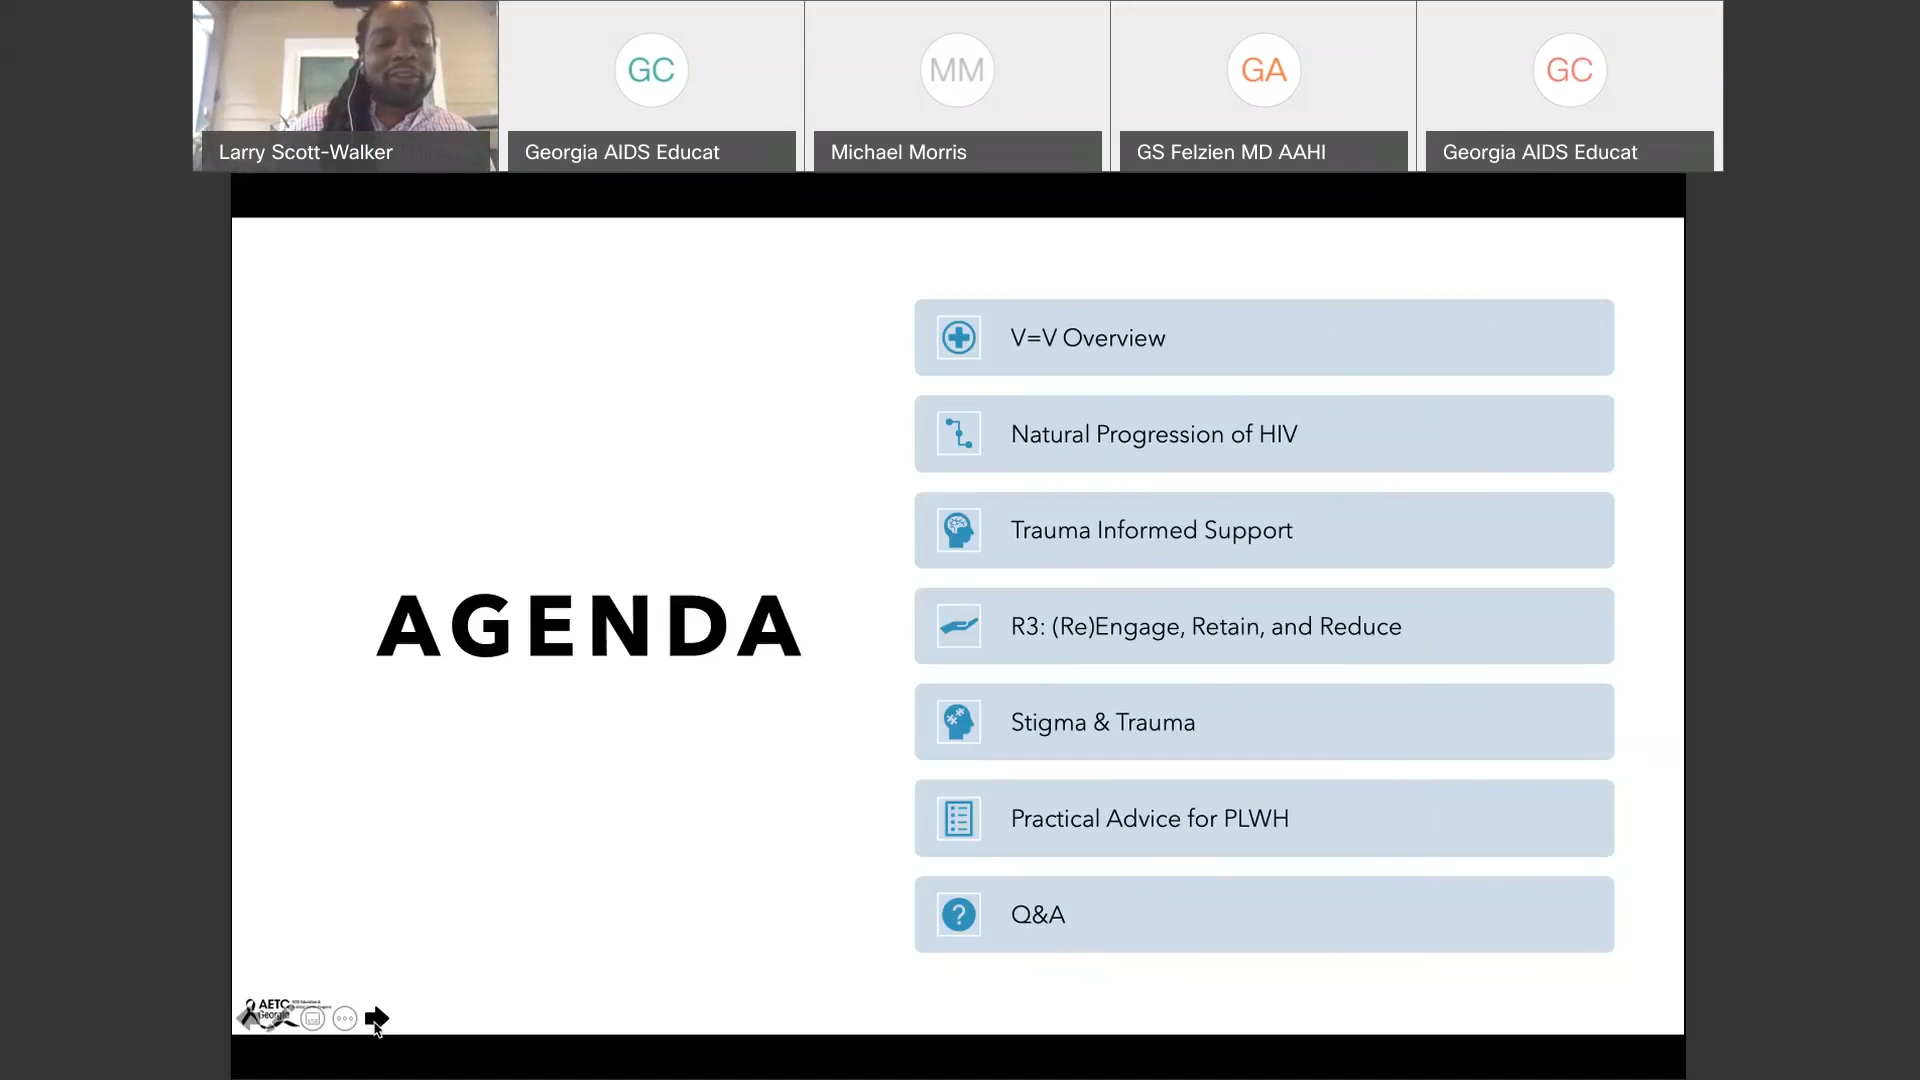 GC
MM
GA
GC
Larry Scott-Walker
Georgia AIDS Educat
Michael Morris
GS Felzien MD AAHI
Georgia AIDS Educat
AGENDA
V=V Overview
Natural Progression of HIV
Trauma Informed Support
R3: (Re)Engage, Retain, and Reduce
Stigma & Trauma
Practical Advice for PLWH
?
Q&A
AETC
Georgia